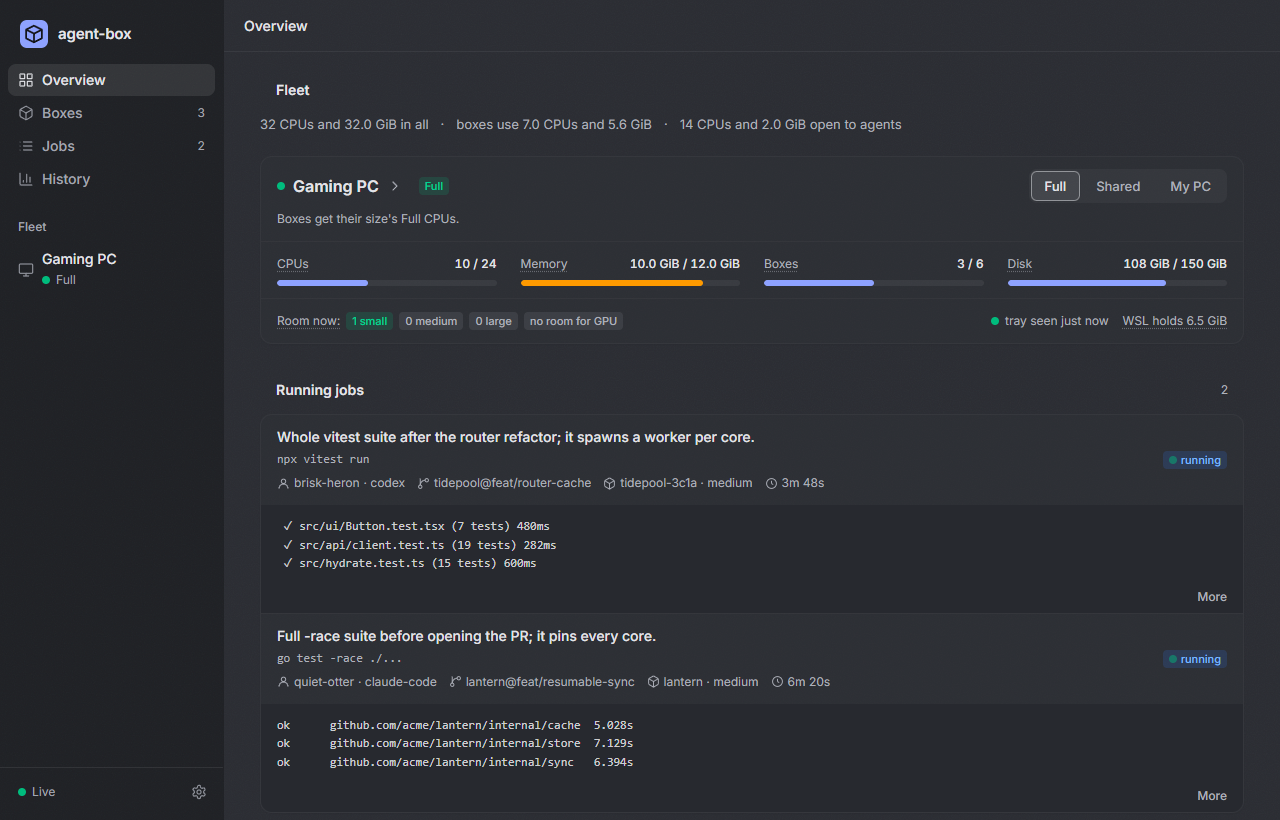 agent-box
Overview
Boxes 3
Jobs 2
History
Fleet
Gaming PC
Full
Live
Overview
Fleet
32 CPUs and 32.0 GiB in all · boxes use 7.0 CPUs and 5.6 GiB · 14 CPUs and 2.0 GiB open to agents
Gaming PC Full
Full Shared My PC
Boxes get their size's Full CPUs.
CPUs 10 / 24 Memory 10.0 GiB / 12.0 GiB Boxes 3 / 6 Disk 108 GiB / 150 GiB
Room now: 1 small 0 medium 0 large no room for GPU tray seen just now WSL holds 6.5 GiB
Running jobs 2
Whole vitest suite after the router refactor; it spawns a worker per core.
npx vitest run
running
brisk-heron · codex tidepool@feat/router-cache tidepool-3c1a · medium 3m 48s
✓ src/ui/Button.test.tsx (7 tests) 480ms
✓ src/api/client.test.ts (19 tests) 282ms
✓ src/hydrate.test.ts (15 tests) 600ms
More
Full -race suite before opening the PR; it pins every core.
go test -race ./...
running
quiet-otter · claude-code lantern@feat/resumable-sync lantern · medium 6m 20s
ok github.com/acme/lantern/internal/cache 5.028s
ok github.com/acme/lantern/internal/store 7.129s
ok github.com/acme/lantern/internal/sync 6.394s
More